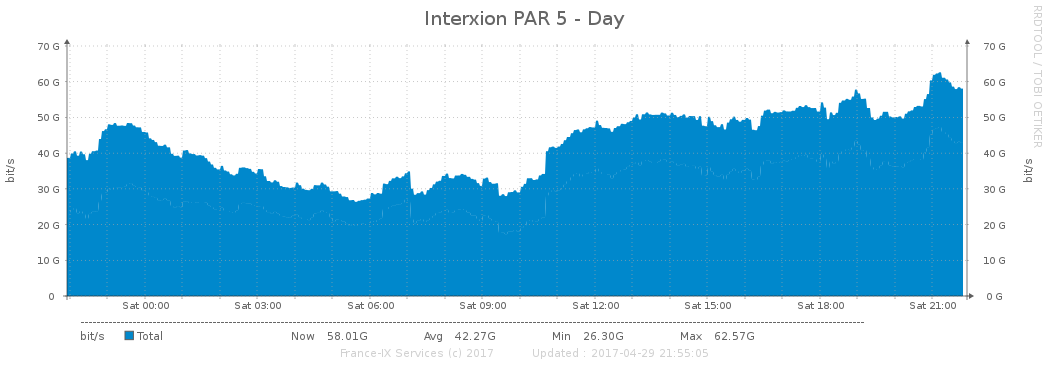 Interxion PAR 5 - Day
RRDTOOL / TOBI OETIKER
bit/s
70 G
60 G
50 G
40 G
30 G
20 G
10 G
0
70 G
60 G
50 G
40 G
30 G
20 G
10 G
0 G
bit/s
Sat 00:00 Sat 03:00 Sat 06:00 Sat 09:00 Sat 12:00 Sat 15:00 Sat 18:00 Sat 21:00
bit/s Total Now 58.01G Avg 42.27G Min 26.30G Max 62.57G
France-IX Services (c) 2017 Updated : 2017-04-29 21:55:05